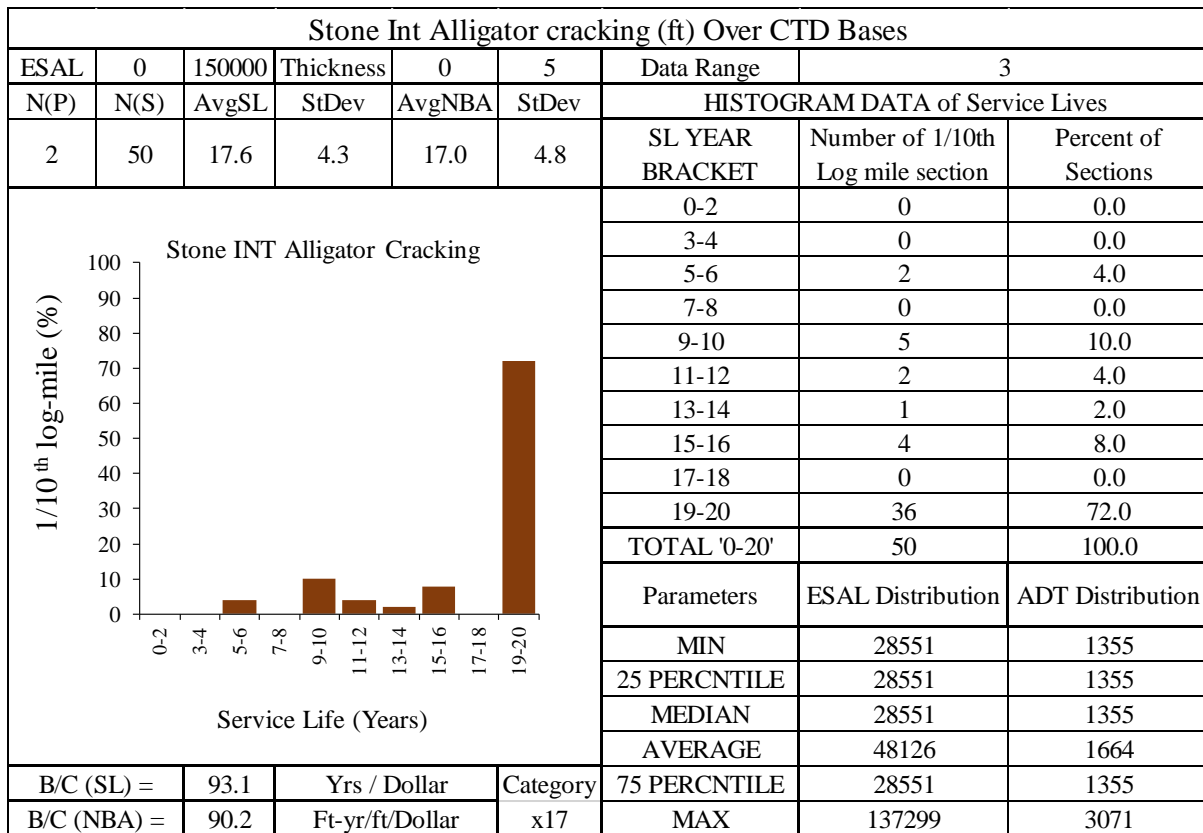 Stone Int Alligator cracking (ft) Over CTD Bases
ESAL 0 150000 Thickness 0 5 Data Range 3
N(P) N(S) AvgSL StDev AvgNBA StDev HISTOGRAM DATA of Service Lives
2 50 17.6 4.3 17.0 4.8
SL YEAR BRACKET Number of 1/10th Log mile section Percent of Sections
0-2 0 0.0
3-4 0 0.0
5-6 2 4.0
7-8 0 0.0
9-10 5 10.0
11-12 2 4.0
13-14 1 2.0
15-16 4 8.0
17-18 0 0.0
19-20 36 72.0
TOTAL '0-20' 50 100.0
Parameters ESAL Distribution ADT Distribution
MIN 28551 1355
25 PERCNTILE 28551 1355
MEDIAN 28551 1355
AVERAGE 48126 1664
75 PERCNTILE 28551 1355
MAX 137299 3071
Stone INT Alligator Cracking
1/10 th log-mile (%)
100
90
80
70
60
50
40
30
20
10
0
0-2 3-4 5-6 7-8 9-10 11-12 13-14 15-16 17-18 19-20
Service Life (Years)
B/C (SL) = 93.1 Yrs / Dollar Category
B/C (NBA) = 90.2 Ft-yr/ft/Dollar x17